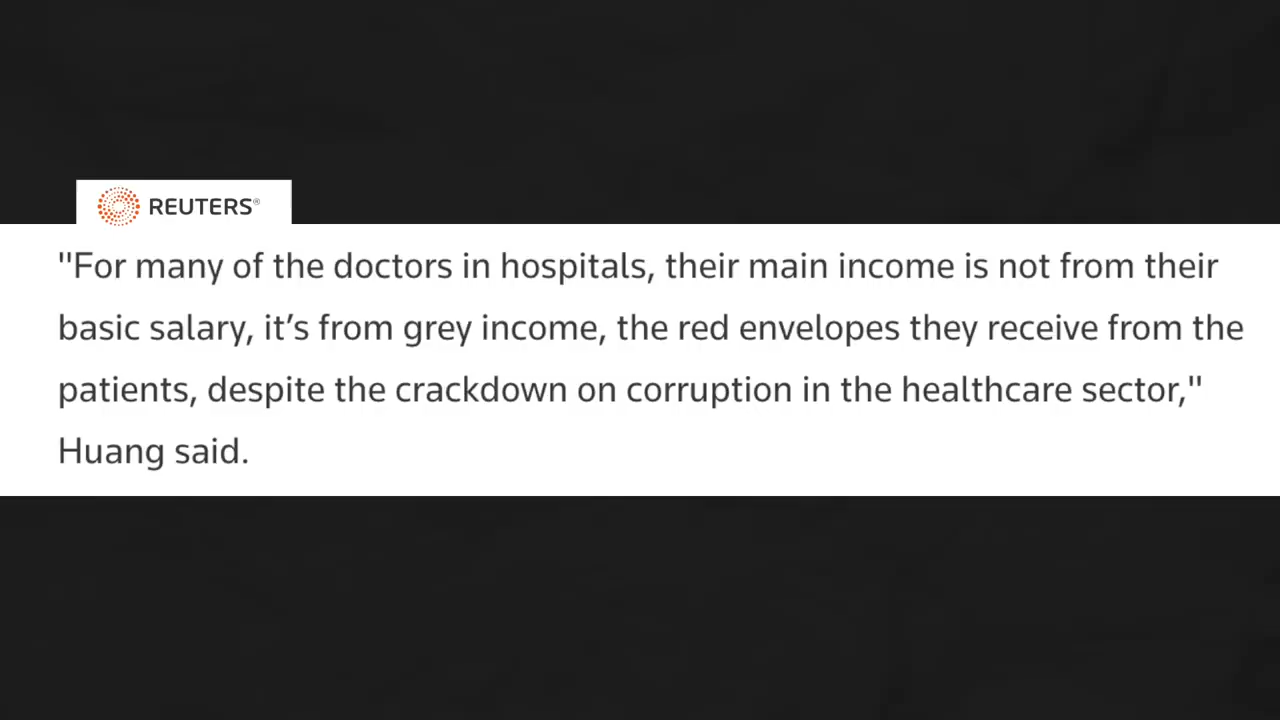 REUTERS®
"For many of the doctors in hospitals, their main income is not from their
basic salary, it’s from grey income, the red envelopes they receive from the
patients, despite the crackdown on corruption in the healthcare sector,"
Huang said.